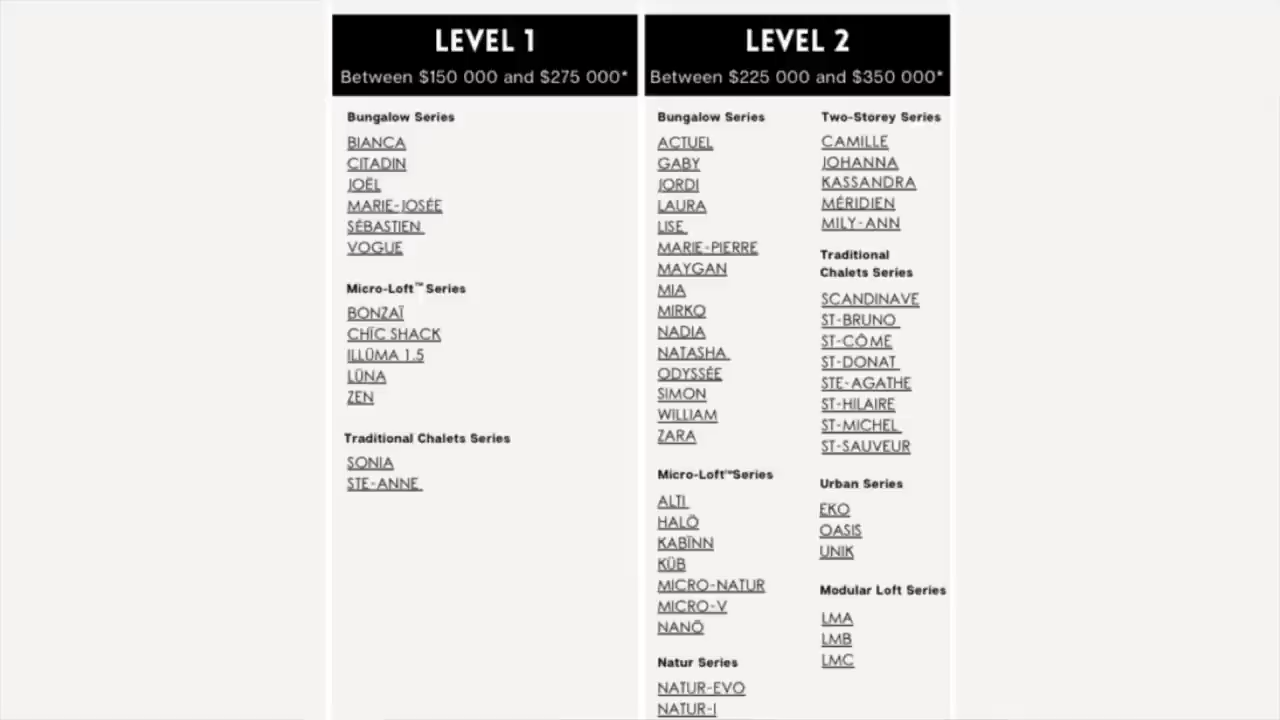 LEVEL 1
Between $150 000 and $275 000*
Bungalow Series
BIANCA
CITADIN
JOËL
MARIE-JOSÉE
SÉBASTIEN
VOGUE
Micro-Loft™ Series
BONZAÏ
CHÏC SHACK
ILLÜMA 1.5
LÜNA
ZEN
Traditional Chalets Series
SONIA
STE-ANNE
LEVEL 2
Between $225 000 and $350 000*
Bungalow Series
ACTUEL
GABY
JORDI
LAURA
LISE
MARIE-PIERRE
MAYGAN
MIA
MIRKO
NADIA
NATASHA
ODYSSÉE
SIMON
WILLIAM
ZARA
Micro-Loft™Series
ALTI
HALÖ
KABÏNN
KÜB
MICRO-NATUR
MICRO-V
NANÖ
Natur Series
NATUR-EVO
NATUR-I
Two-Storey Series
CAMILLE
JOHANNA
KASSANDRA
MÉRIDIEN
MILY-ANN
Traditional
Chalets Series
SCANDINAVE
ST-BRUNO
ST-CÔME
ST-DONAT
STE-AGATHE
ST-HILAIRE
ST-MICHEL
ST-SAUVEUR
Urban Series
EKO
OASIS
UNIK
Modular Loft Series
LMA
LMB
LMC